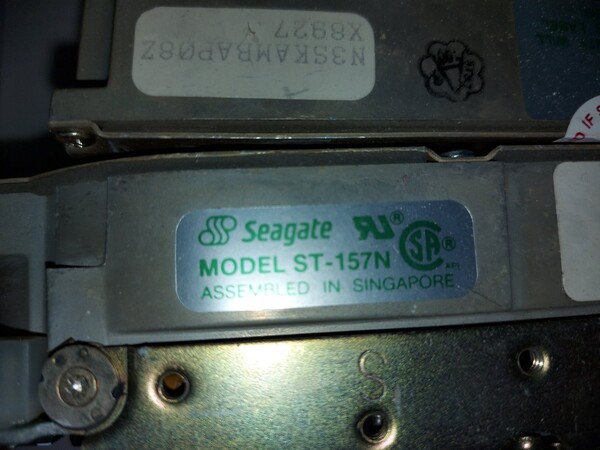 N3SKAMBAP08Z
X8927
Seagate
MODEL ST-157N
ASSEMBLED IN SINGAPORE